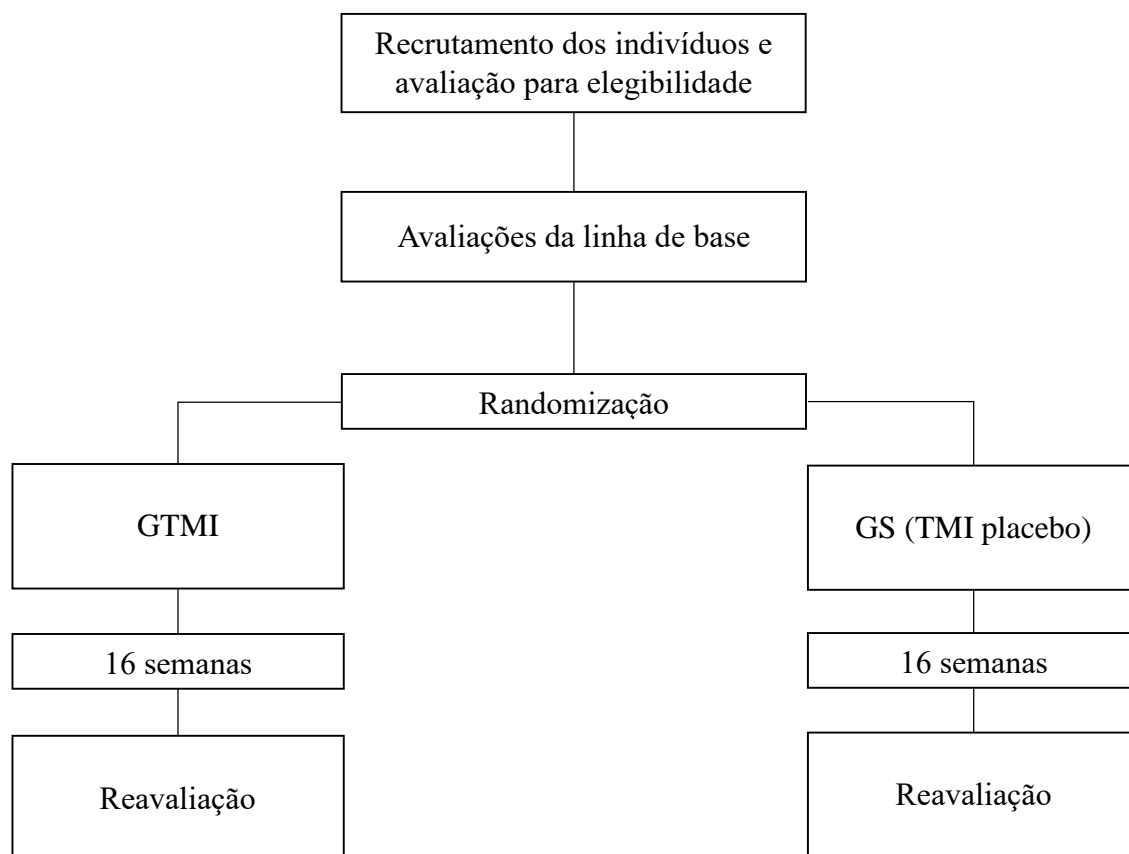 Recrutamento dos indivíduos e
avaliação para elegibilidade
Avaliações da linha de base
Randomização
GTMI
GS (TMI placebo)
16 semanas
16 semanas
Reavaliação
Reavaliação